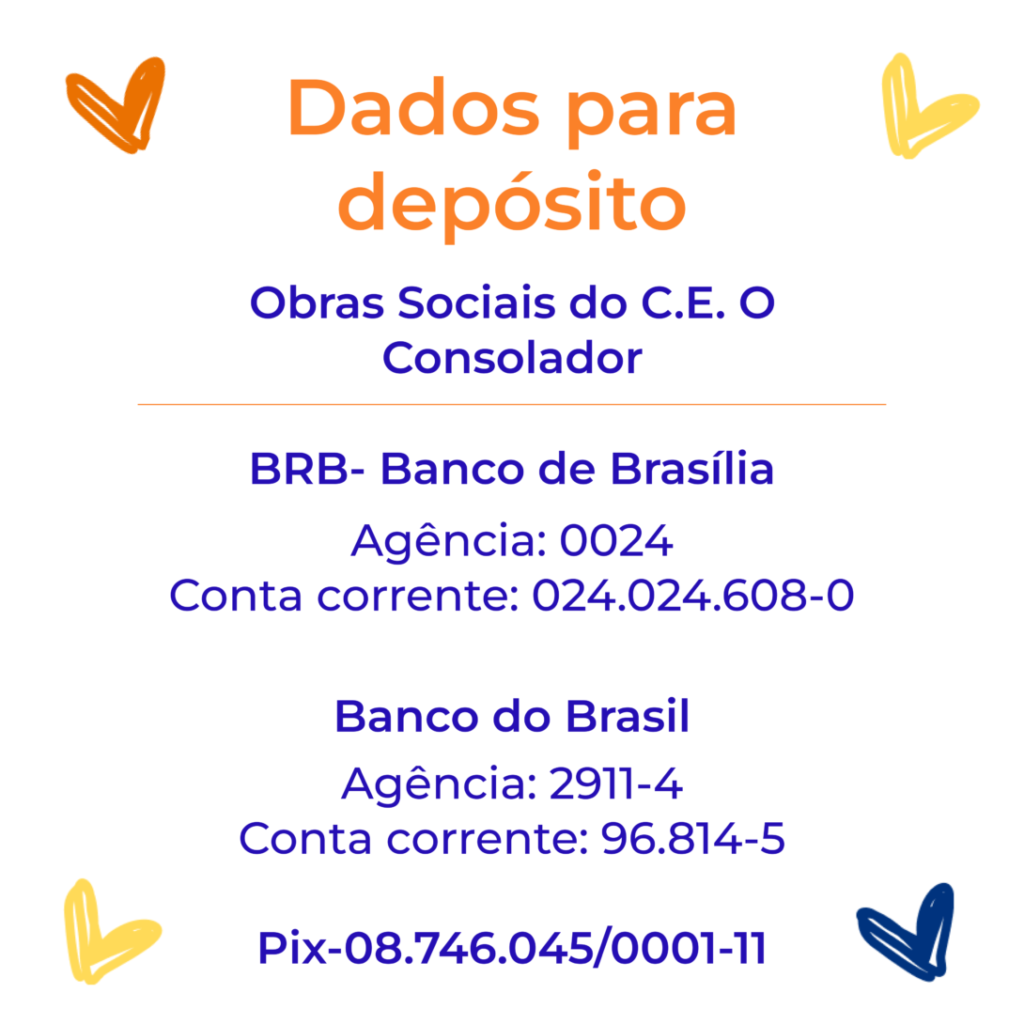 Dados para
depósito
Obras Sociais do C.E. O
Consolador
BRB- Banco de Brasília
Agência: 0024
Conta corrente: 024.024.608-0
Banco do Brasil
Agência: 2911-4
Conta corrente: 96.814-5
Pix-08.746.045/0001-11